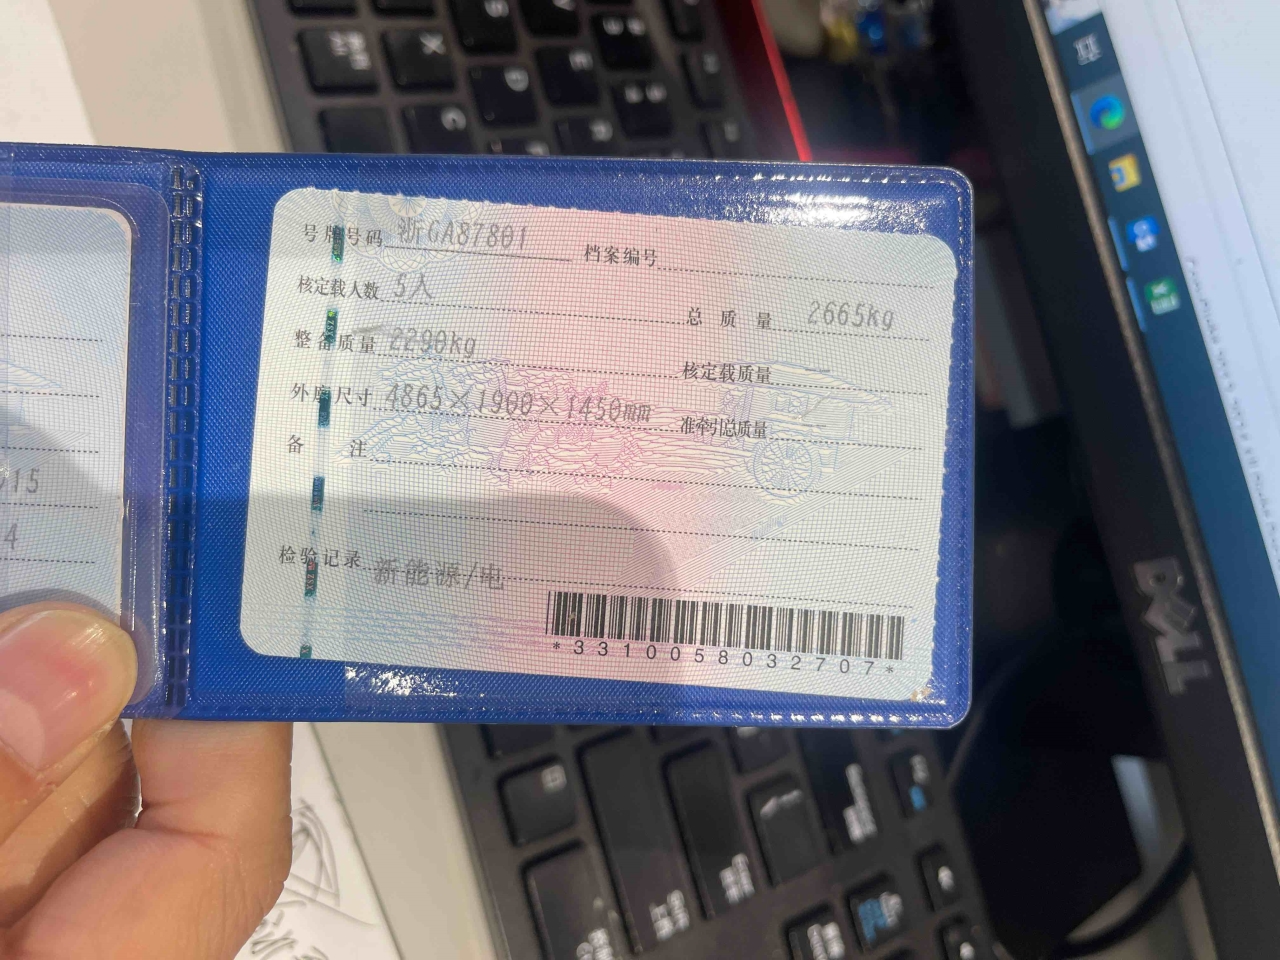 号牌号码 浙GA87801 档案编号
核定载人数 5人 总质量 2665kg
整备质量 2290kg 核定载质量 --
外廓尺寸 4865×1900×1450mm 准牵引总质量 --
备注
检验记录 新能源/电
*3310058032707*
15
4
DELL